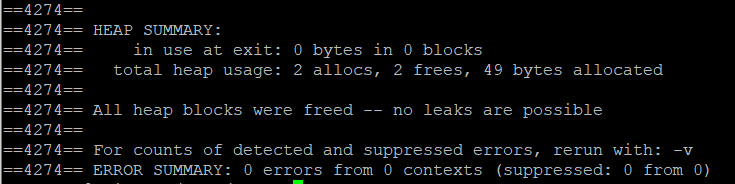 ==4274==
==4274== HEAP SUMMARY:
==4274==     in use at exit: 0 bytes in 0 blocks
==4274==   total heap usage: 2 allocs, 2 frees, 49 bytes allocated
==4274==
==4274== All heap blocks were freed -- no leaks are possible
==4274==
==4274== For counts of detected and suppressed errors, rerun with: -v
==4274== ERROR SUMMARY: 0 errors from 0 contexts (suppressed: 0 from 0)